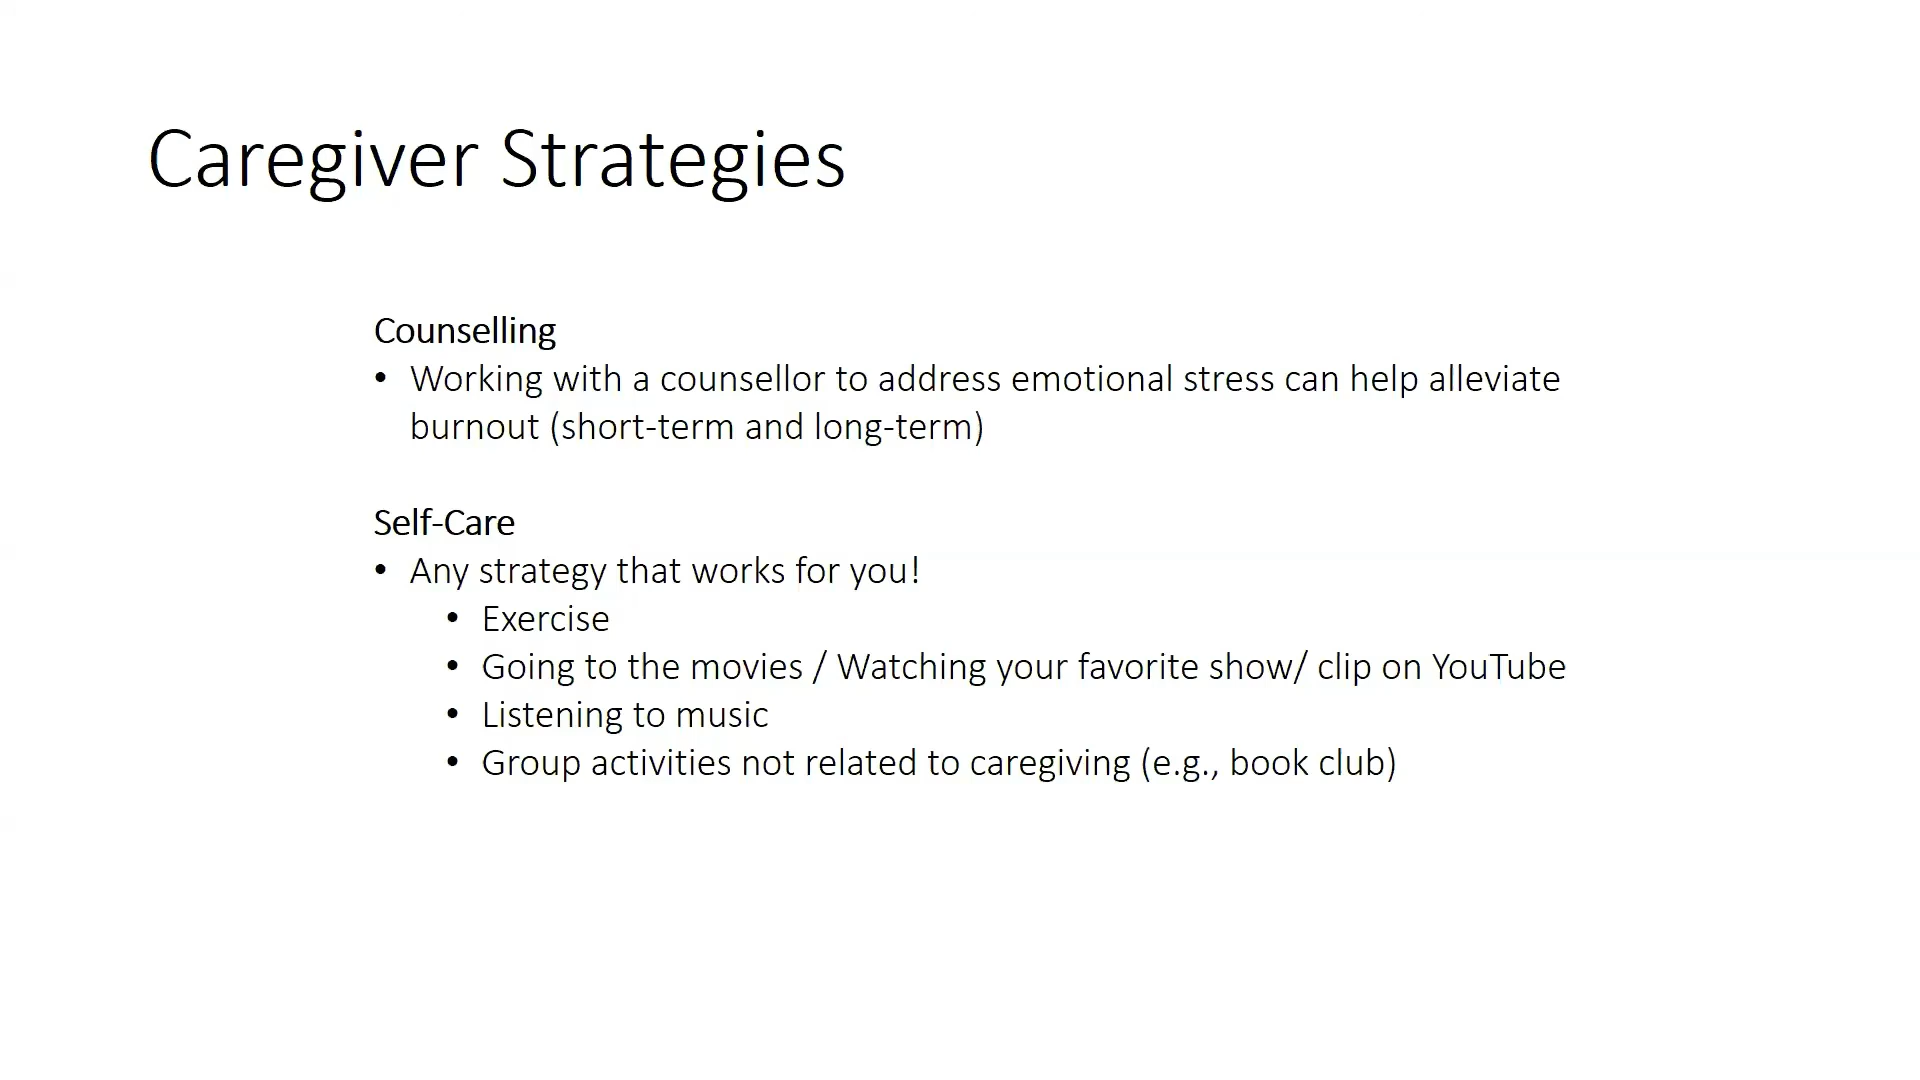 Caregiver Strategies
Counselling
• Working with a counsellor to address emotional stress can help alleviate
burnout (short-term and long-term)
Self-Care
• Any strategy that works for you!
• Exercise
• Going to the movies / Watching your favorite show/ clip on YouTube
• Listening to music
• Group activities not related to caregiving (e.g., book club)